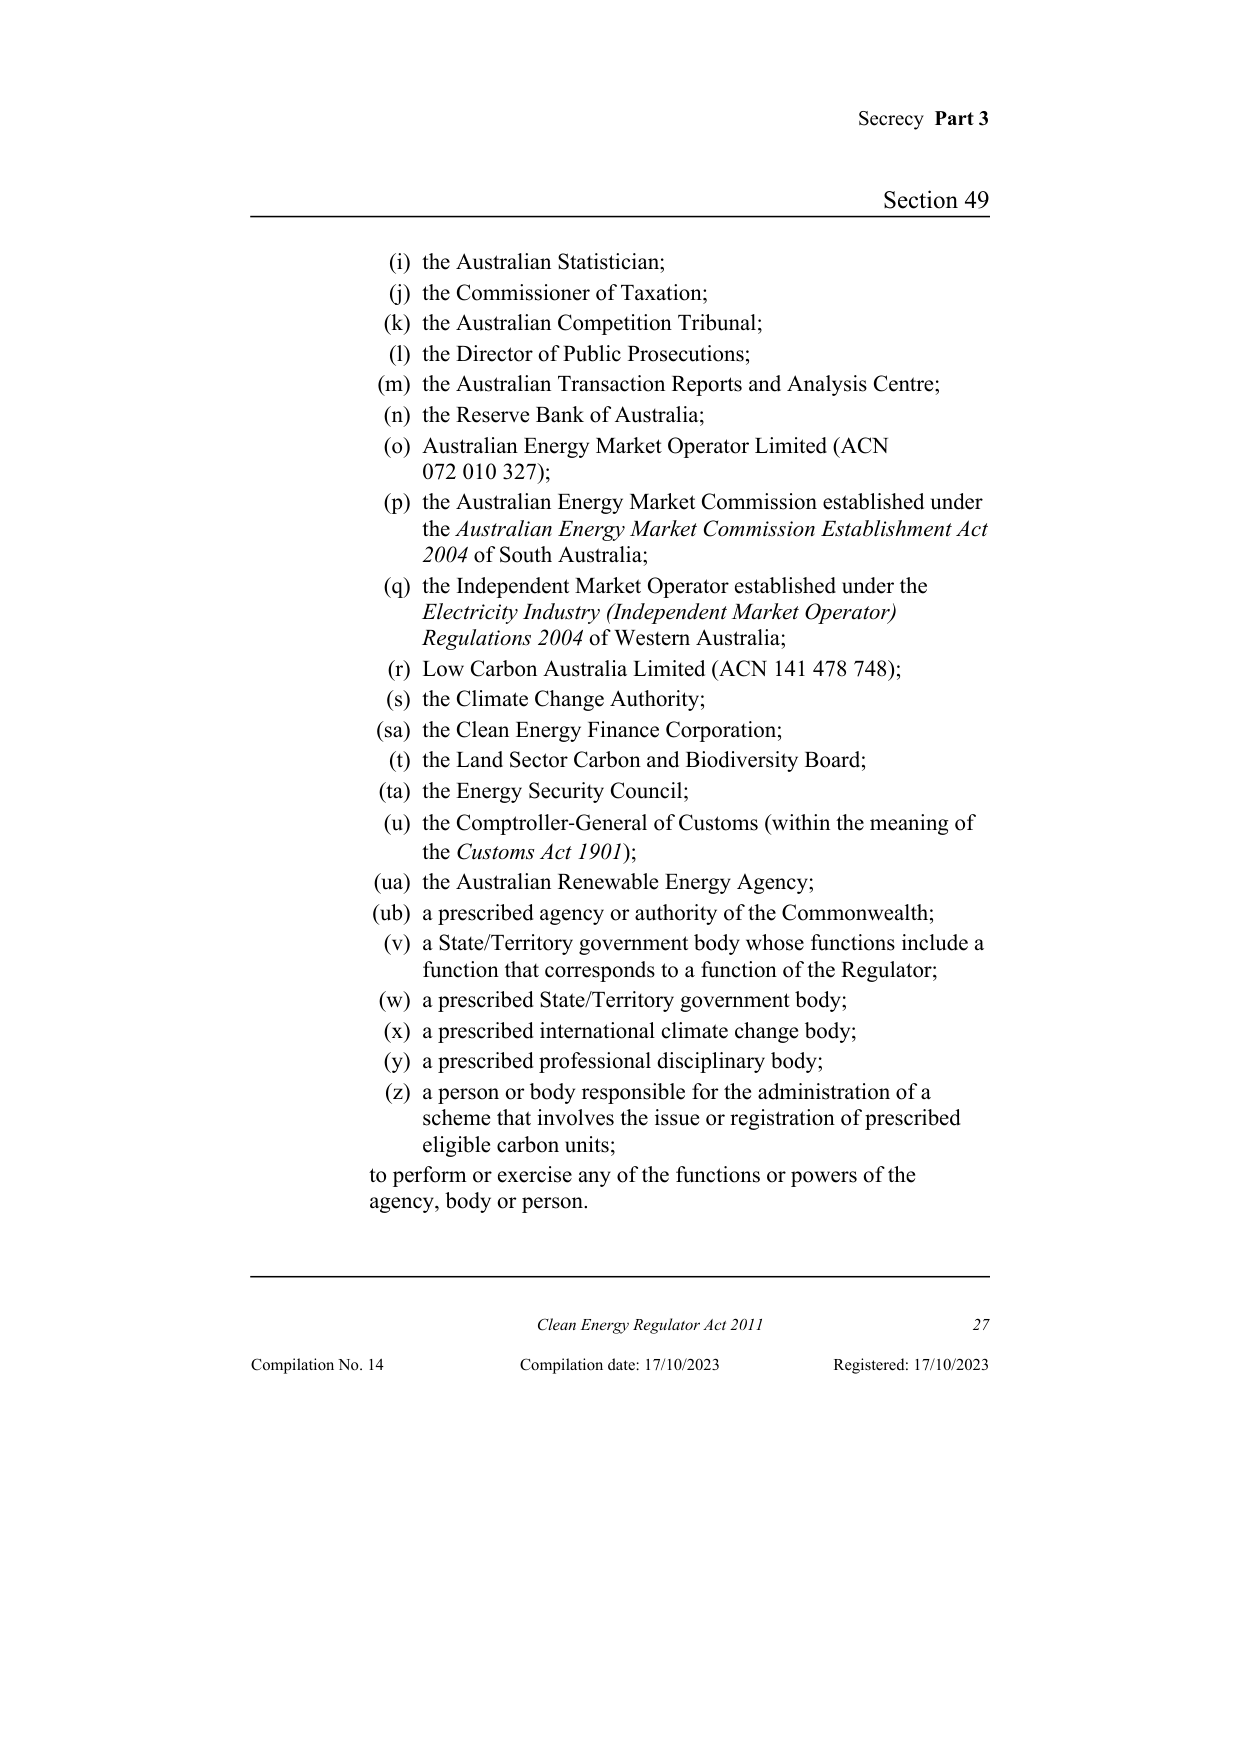 Secrecy Part 3
Section 49
(i) the Australian Statistician;
(j) the Commissioner of Taxation;
(k) the Australian Competition Tribunal;
(l) the Director of Public Prosecutions;
(m) the Australian Transaction Reports and Analysis Centre;
(n) the Reserve Bank of Australia;
(o) Australian Energy Market Operator Limited (ACN
072 010 327);
(p) the Australian Energy Market Commission established under
the Australian Energy Market Commission Establishment Act
2004 of South Australia;
(q) the Independent Market Operator established under the
Electricity Industry (Independent Market Operator)
Regulations 2004 of Western Australia;
(r) Low Carbon Australia Limited (ACN 141 478 748);
(s) the Climate Change Authority;
(sa) the Clean Energy Finance Corporation;
(t) the Land Sector Carbon and Biodiversity Board;
(ta) the Energy Security Council;
(u) the Comptroller-General of Customs (within the meaning of
the Customs Act 1901);
(ua) the Australian Renewable Energy Agency;
(ub) a prescribed agency or authority of the Commonwealth;
(v) a State/Territory government body whose functions include a
function that corresponds to a function of the Regulator;
(w) a prescribed State/Territory government body;
(x) a prescribed international climate change body;
(y) a prescribed professional disciplinary body;
(z) a person or body responsible for the administration of a
scheme that involves the issue or registration of prescribed
eligible carbon units;
to perform or exercise any of the functions or powers of the
agency, body or person.
Clean Energy Regulator Act 2011 27
Compilation No. 14 Compilation date: 17/10/2023 Registered: 17/10/2023